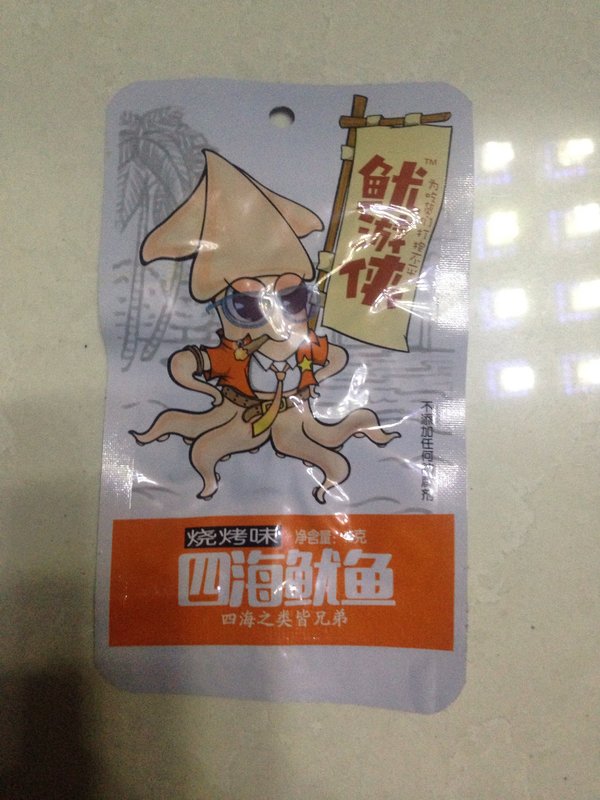 鱿游侠
TM
不添加任何防腐剂
烧烤味
净含量: 克
四海鱿鱼
四海之类皆兄弟